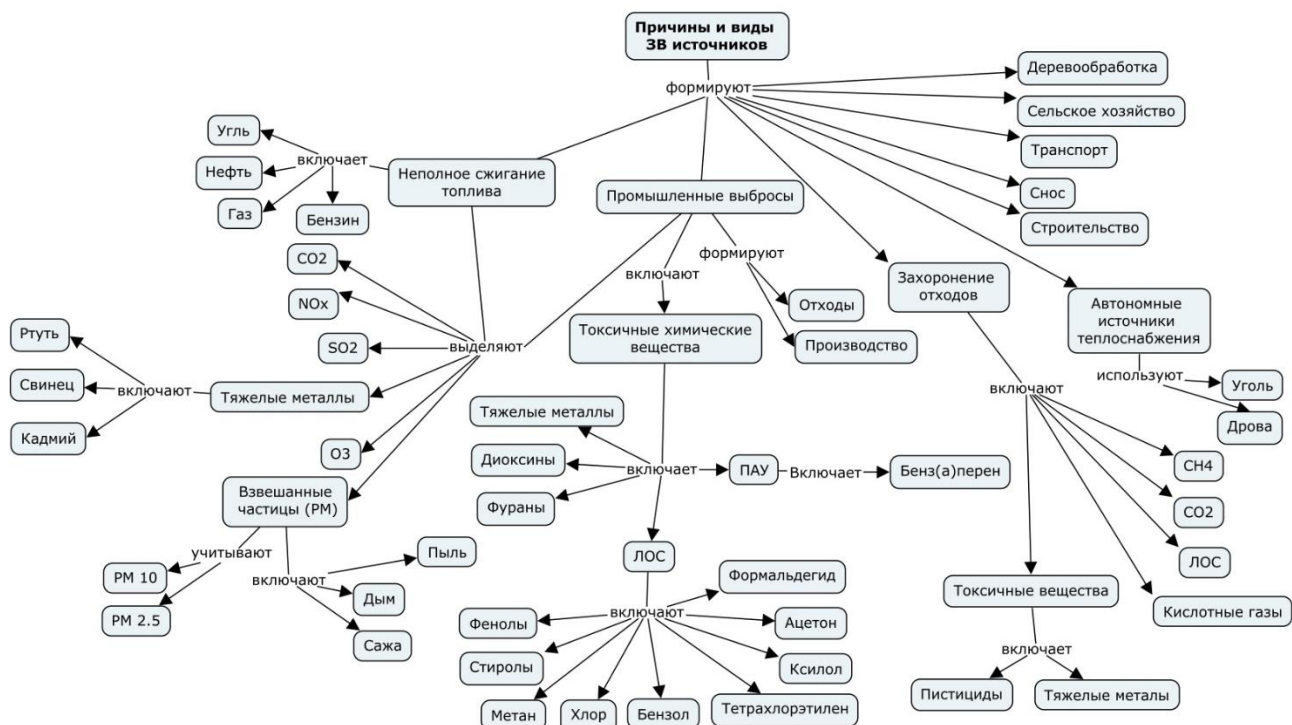 Причины и виды
ЗВ источников
формируют
Деревообработка
Сельское хозяйство
Транспорт
Снос
Строительство
Угль
Нефть
Газ
включает
Бензин
Неполное сжигание
топлива
Промышленные выбросы
формируют
включают
Отходы
Производство
Захоронение
отходов
Автономные
источники
теплоснабжения
используют
Уголь
Дрова
CO2
NOx
SO2
выделяют
Токсичные химические
вещества
Ртуть
Свинец
Кадмий
включают
Тяжелые металлы
O3
Взвешанные
частицы (PM)
учитывают
PM 10
PM 2.5
включают
Пыль
Дым
Сажа
Тяжелые металлы
Диоксины
Фураны
включает
ПАУ
Включает
Бенз(а)перен
ЛОС
включают
Формальдегид
Фенолы
Ацетон
Стиролы
Ксилол
Метан
Хлор
Бензол
Тетрахлорэтилен
включают
CH4
CO2
ЛОС
Кислотные газы
Токсичные вещества
включает
Пистициды
Тяжелые металы